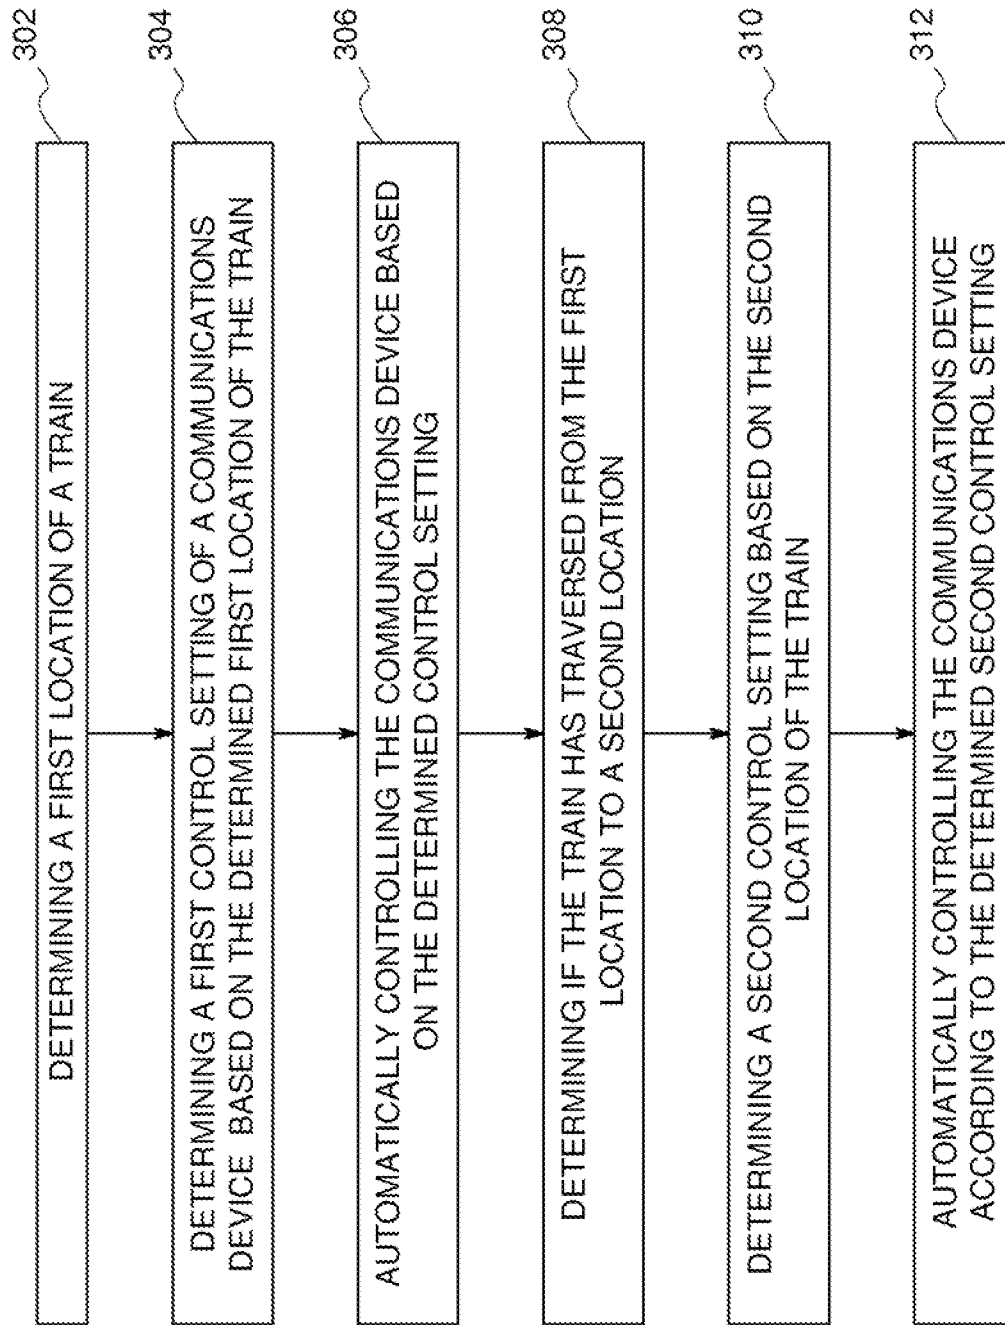 302
DETERMINING A FIRST LOCATION OF A TRAIN
304
DETERMINING A FIRST CONTROL SETTING OF A COMMUNICATIONS
DEVICE BASED ON THE DETERMINED FIRST LOCATION OF THE TRAIN
306
AUTOMATICALLY CONTROLLING THE COMMUNICATIONS DEVICE BASED
ON THE DETERMINED CONTROL SETTING
308
DETERMINING IF THE TRAIN HAS TRAVERSED FROM THE FIRST
LOCATION TO A SECOND LOCATION
310
DETERMINING A SECOND CONTROL SETTING BASED ON THE SECOND
LOCATION OF THE TRAIN
312
AUTOMATICALLY CONTROLLING THE COMMUNICATIONS DEVICE
ACCORDING TO THE DETERMINED SECOND CONTROL SETTING